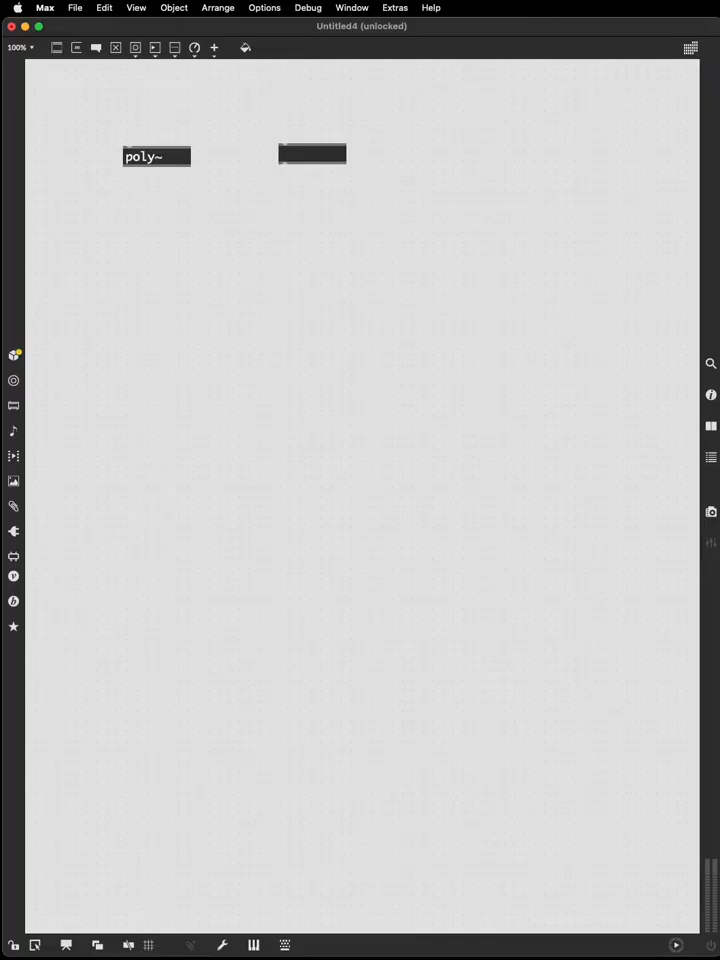 Max File Edit View Object Arrange Options Debug Window Extras Help
Untitled4 (unlocked)
100%
poly~